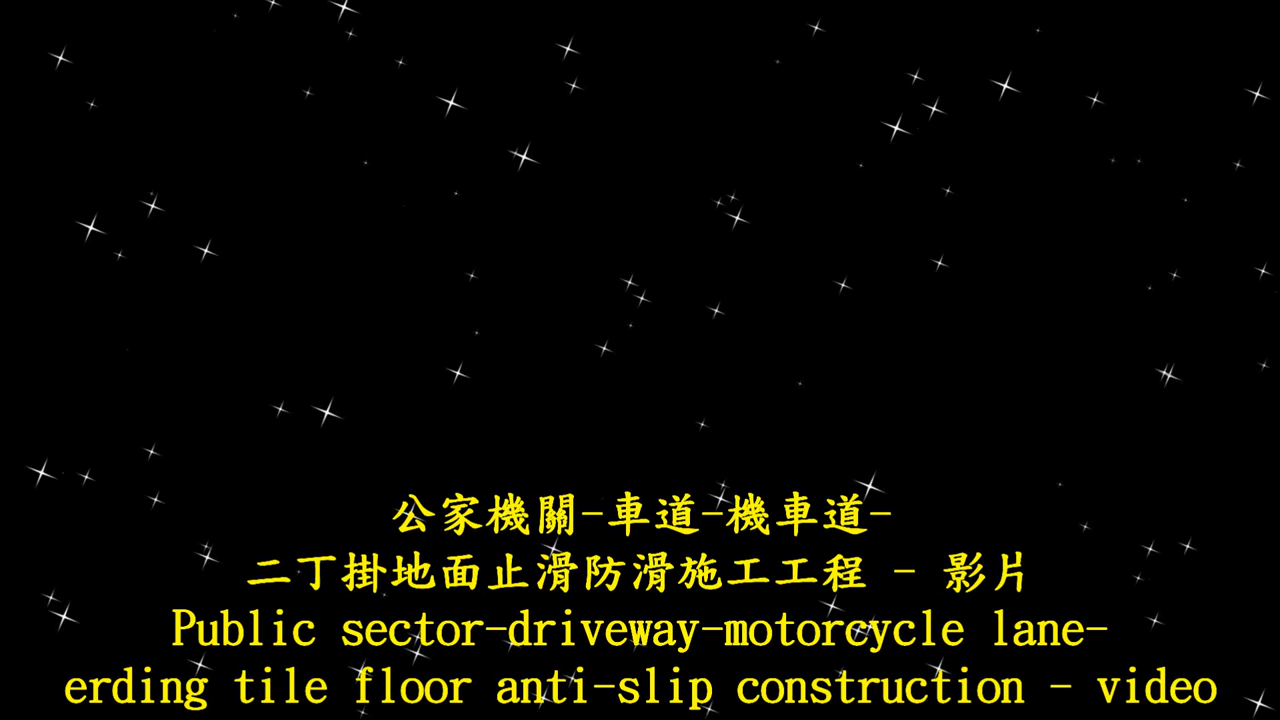 公家機關-車道-機車道-
二丁掛地面止滑防滑施工工程 - 影片
Public sector-driveway-motorcycle lane-
erding tile floor anti-slip construction - video